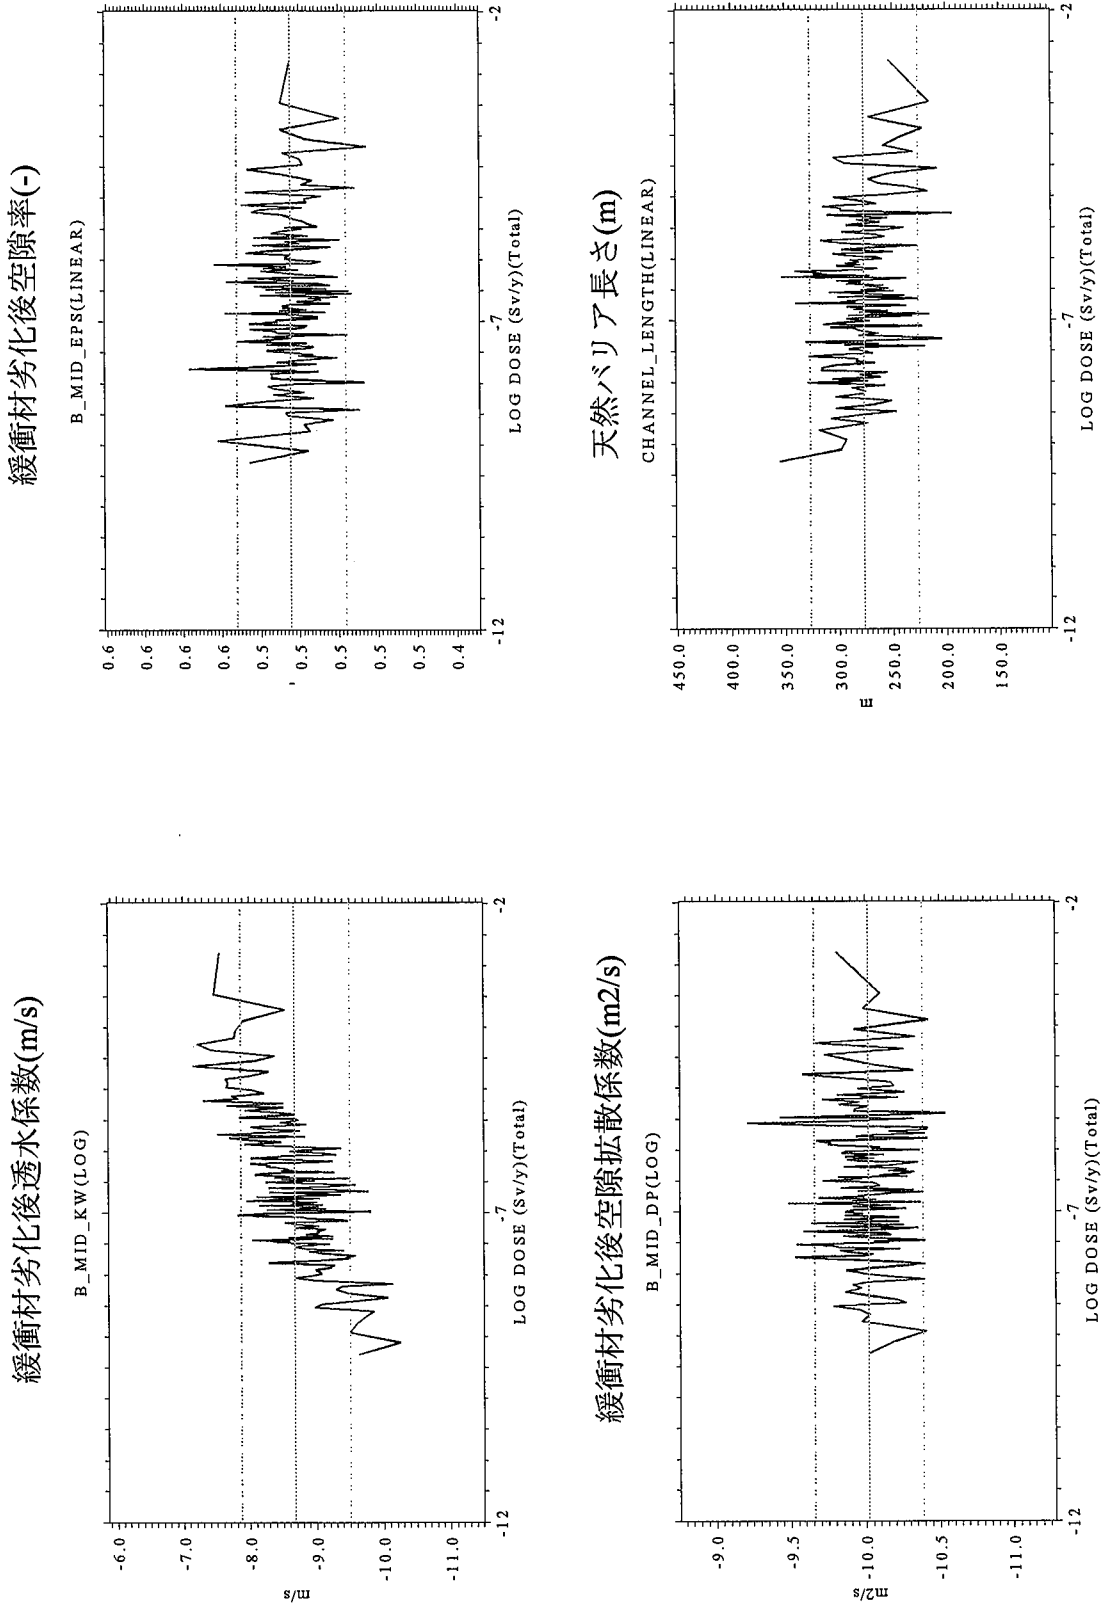 緩衝材劣化後透水係数(m/s)
B_MID_KW(LOG)
-6.0
-7.0
-8.0
-9.0
-10.0
-11.0
m/s
-12
-7
-2
LOG DOSE (Sv/y)(Total)
緩衝材劣化後空隙率(-)
B_MID_EPS(LINEAR)
0.6
0.6
0.6
0.6
0.5
0.5
0.5
0.5
0.4
0.4
-
-12
-7
-2
LOG DOSE (Sv/y)(Total)
緩衝材劣化後空隙拡散係数(m2/s)
B_MID_DP(LOG)
-9.0
-9.5
-10.0
-10.5
-11.0
m2/s
-12
-7
-2
LOG DOSE (Sv/y)(Total)
天然バリア長さ(m)
CHANNEL_LENGTH(LINEAR)
450.0
400.0
350.0
300.0
250.0
200.0
150.0
m
-12
-7
-2
LOG DOSE (Sv/y)(Total)